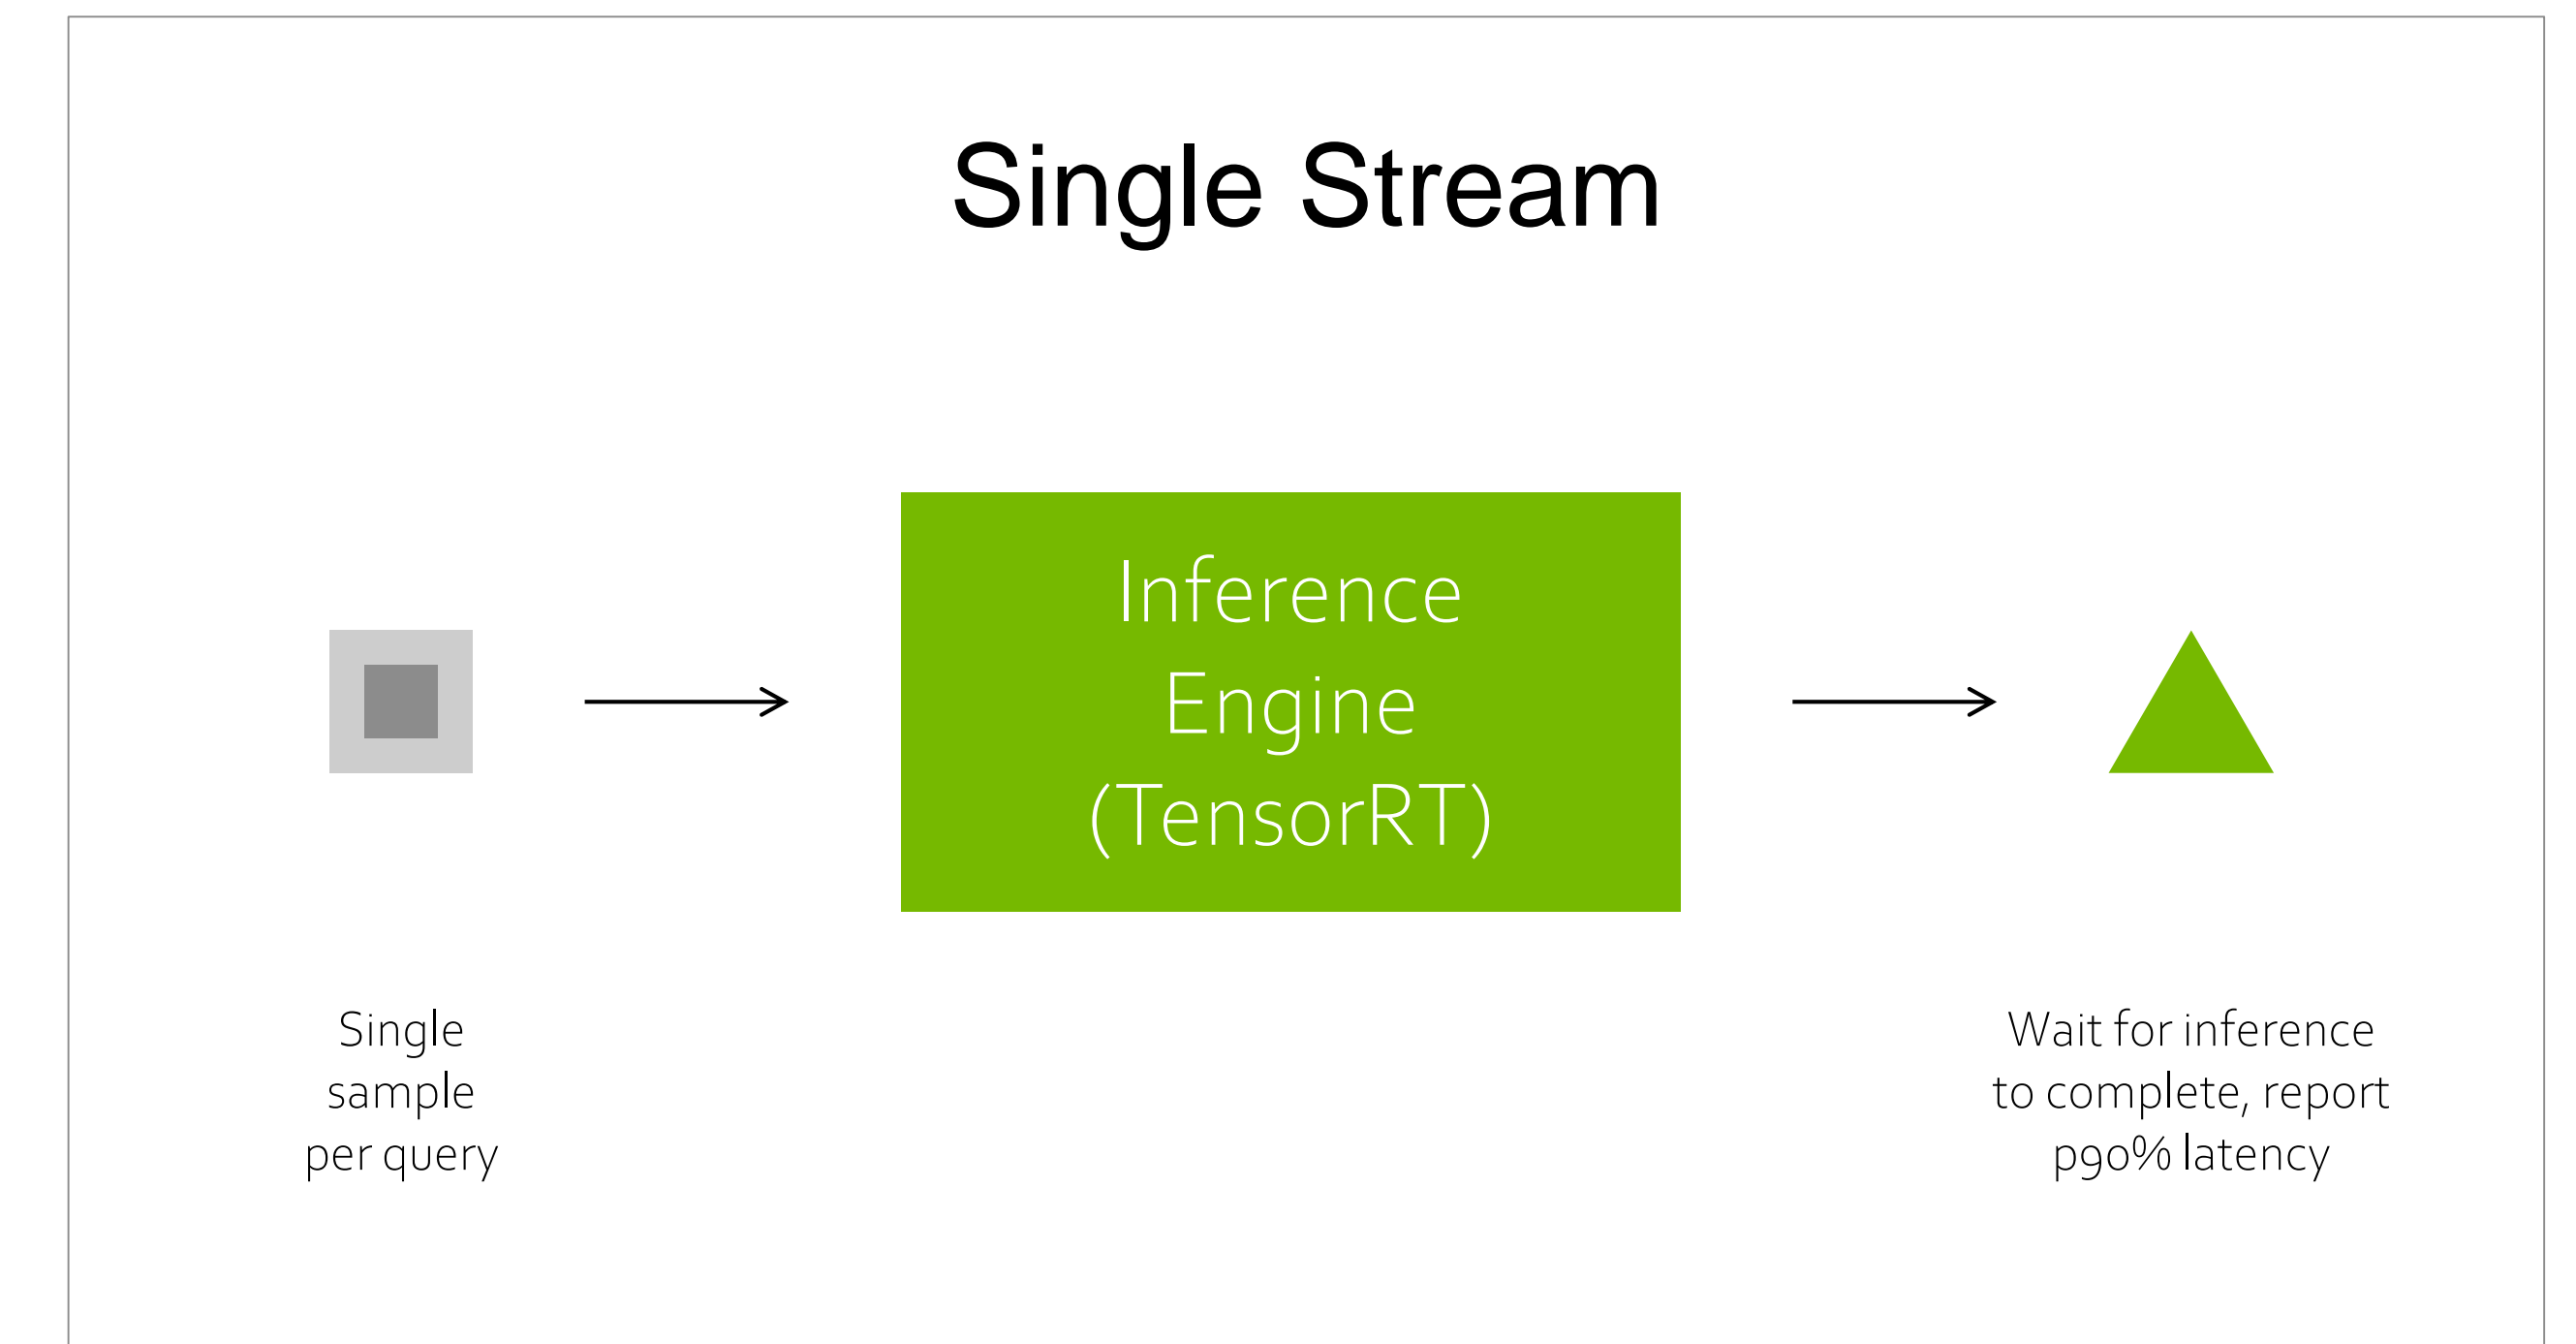 Single Stream
Inference
Engine
(TensorRT)
Single
sample
per query
Wait for inference
to complete, report
p90% latency